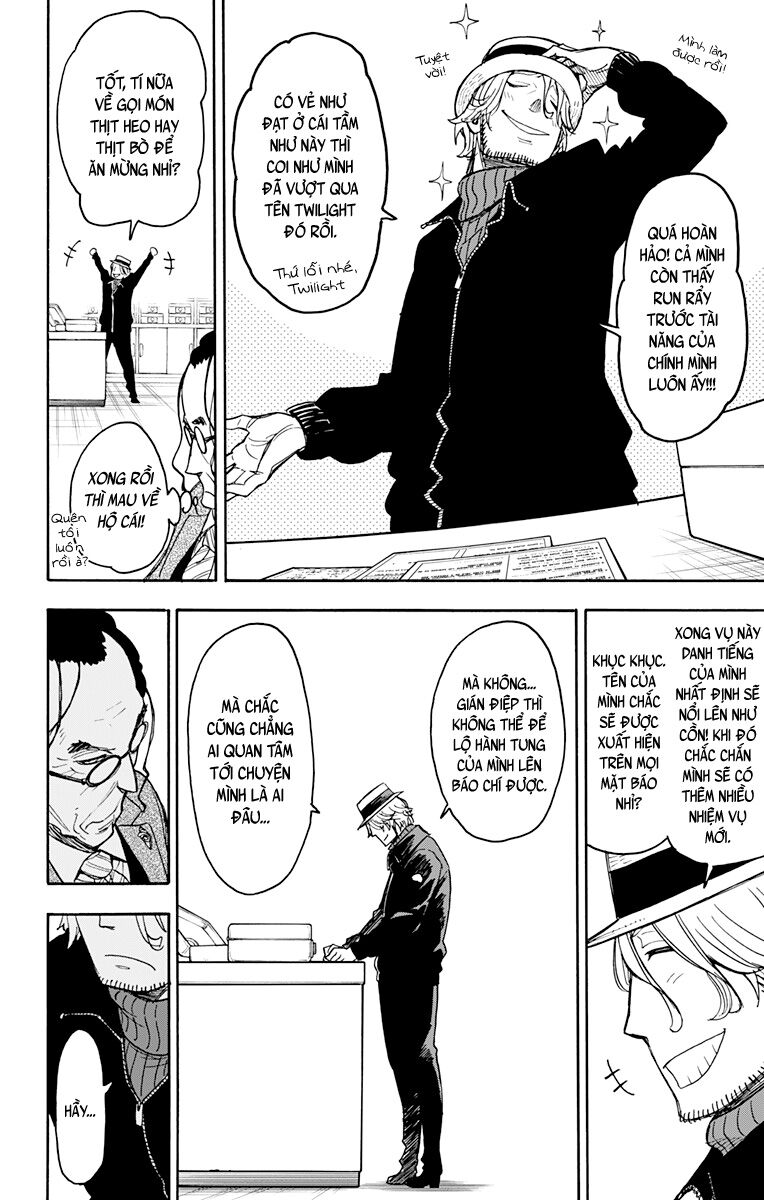 Mình làm
được rồi!
Tuyệt
vời!
QUÁ HOÀN
HẢO! CẢ MÌNH
CÒN THẤY
RUN RẨY
TRƯỚC TÀI
NĂNG CỦA
CHÍNH MÌNH
LUÔN ẤY!!!
CÓ VẺ NHƯ
ĐẠT Ở CÁI TẦM
NHƯ NÀY THÌ
COI NHƯ MÌNH
ĐÃ VƯỢT QUA
TÊN TWILIGHT
ĐÓ RỒI.
Thứ lỗi nhé,
Twilight
TỐT, TÍ NỮA
VỀ GỌI MÓN
THỊT HEO HAY
THỊT BÒ ĐỂ
ĂN MỪNG NHỈ?
XONG RỒI
THÌ MAU VỀ
HỘ CÁI!
Quên
tôi
luôn
rồi à?
XONG VỤ NÀY
DANH TIẾNG
CỦA MÌNH
NHẤT ĐỊNH SẼ
NỔI LÊN NHƯ
CỒN! KHI ĐÓ
CHẮC CHẮN
MÌNH SẼ CÓ
THÊM NHIỀU
NHIỆM VỤ
MỚI.
KHỤC KHỤC.
TÊN CỦA
MÌNH CHẮC
SẼ ĐƯỢC
XUẤT HIỆN
TRÊN MỌI
MẶT BÁO
NHỈ?
MÀ KHÔNG...
GIÁN ĐIỆP THÌ
KHÔNG THỂ ĐỂ
LỘ HÀNH TUNG
CỦA MÌNH LÊN
BÁO CHÍ ĐƯỢC.
MÀ CHẮC
CŨNG CHẲNG
AI QUAN TÂM
TỚI CHUYỆN
MÌNH LÀ AI
ĐÂU...
HẦY...